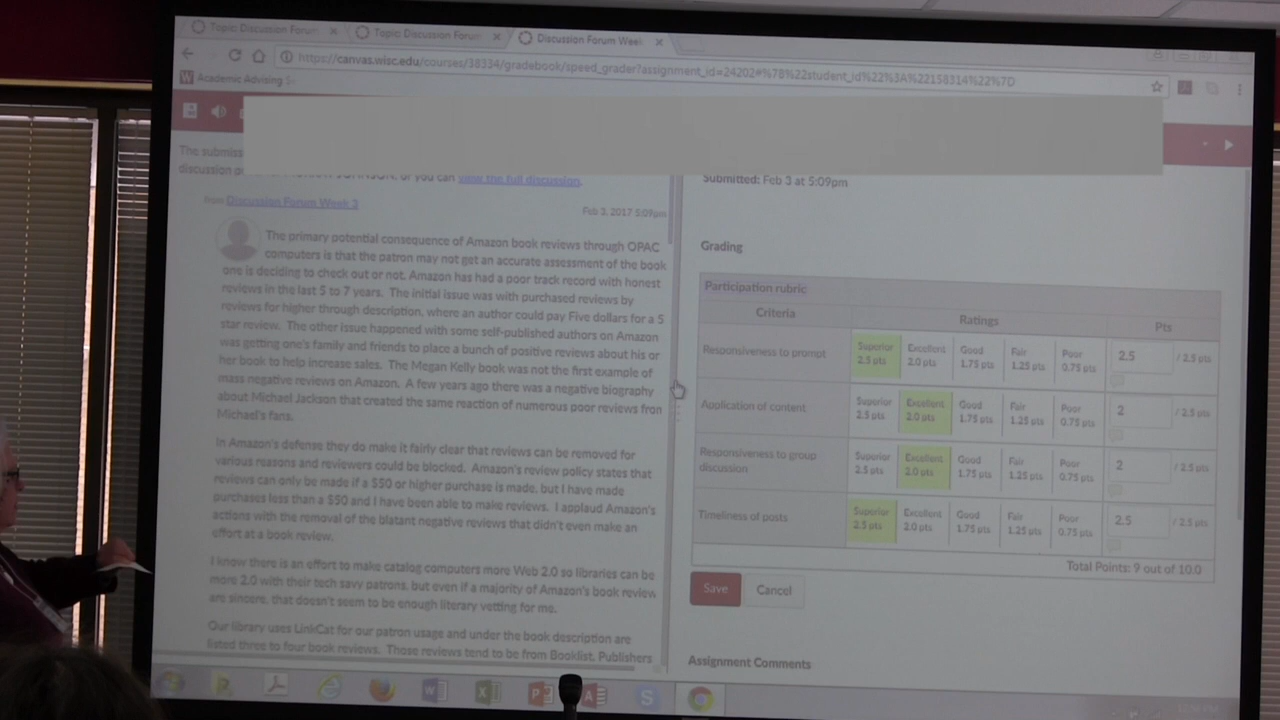 Topic Discussion Forum
Topic Discussion Forum
Discussion Forum Week
https://canvas.wisc.edu/courses/38334/gradebook/speed_grader?assignment_id=24202#%7B%22student_id%22%3A%22158314%22%7D
Academic Advising
The submiss
discussion
or you can view the full discussion.
Submitted: Feb 3 at 5:09pm
from Discussion Forum Week 3
Feb 3, 2017 5:09pm
The primary potential consequence of Amazon book reviews through OPAC
computers is that the patron may not get an accurate assessment of the book
one is deciding to check out or not. Amazon has had a poor track record with honest
reviews in the last 5 to 7 years. The initial issue was with purchased reviews by
reviews for higher through description, where an author could pay Five dollars for a 5
star review. The other issue happened with some self-published authors on Amazon
was getting one's family and friends to place a bunch of positive reviews about his or
her book to help increase sales. The Megan Kelly book was not the first example of
mass negative reviews on Amazon. A few years ago there was a negative biography
about Michael Jackson that created the same reaction of numerous poor reviews from
Michael's fans.
In Amazon's defense they do make it fairly clear that reviews can be removed for
various reasons and reviewers could be blocked. Amazon's review policy states that
reviews can only be made if a $50 or higher purchase is made, but I have made
purchases less than a $50 and I have been able to make reviews. I applaud Amazon's
actions with the removal of the blatant negative reviews that didn't even make an
effort at a book review.
I know there is an effort to make catalog computers more Web 2.0 so libraries can be
more 2.0 with their tech savy patrons, but even if a majority of Amazon's book review
are sincere, that doesn't seem to be enough literary vetting for me.
Our library uses LinkCat for our patron usage and under the book description are
listed three to four book reviews. Those reviews tend to be from Booklist, Publishers
Grading
Participation rubric
Criteria Ratings Pts
Responsiveness to prompt Superior Excellent Good Fair Poor 2.5 / 2.5 pts
2.5 pts 2.0 pts 1.75 pts 1.25 pts 0.75 pts
Application of content Superior Excellent Good Fair Poor 2 / 2.5 pts
2.5 pts 2.0 pts 1.75 pts 1.25 pts 0.75 pts
Responsiveness to group discussion Superior Excellent Good Fair Poor 2 / 2.5 pts
2.5 pts 2.0 pts 1.75 pts 1.25 pts 0.75 pts
Timeliness of posts Superior Excellent Good Fair Poor 2.5 / 2.5 pts
2.5 pts 2.0 pts 1.75 pts 1.25 pts 0.75 pts
Total Points: 9 out of 10.0
Save Cancel
Assignment Comments